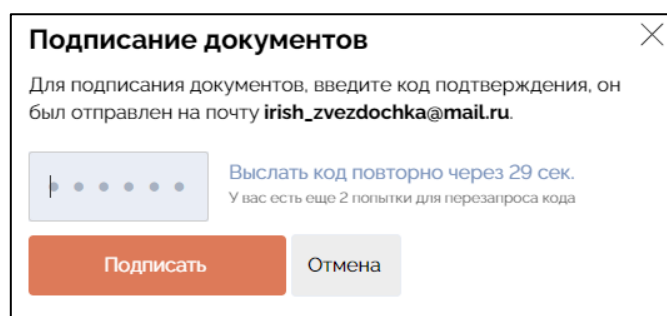 Подписание документов
Для подписания документов, введите код подтверждения, он
был отправлен на почту irish_zvezdochka@mail.ru.
Выслать код повторно через 29 сек.
У вас есть еще 2 попытки для перезапроса кода
Подписать
Отмена